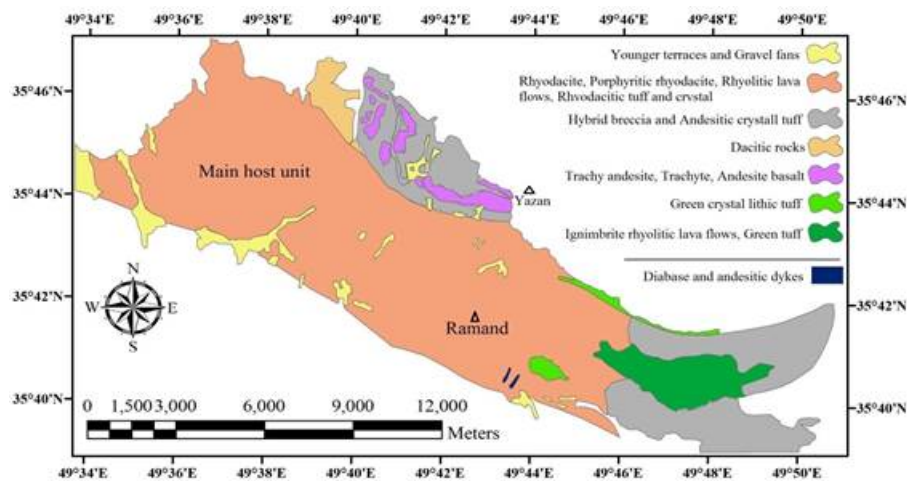 49°34'E 49°36'E 49°38'E 49°40'E 49°42'E 49°44'E 49°46'E 49°48'E 49°50'E
35°46'N
35°44'N
35°42'N
35°40'N
35°46'N
35°44'N
35°42'N
35°40'N
Younger terraces and Gravel fans
Rhyodacite, Porphyritic rhyodacite, Rhyolitic lava
flows, Rhvodacitic tuff and crvstal
Hybrid breccia and Andesitic crystall tuff
Dacitic rocks
Trachy andesite, Trachyte, Andesite basalt
Green crystal lithic tuff
Ignimbrite rhyolitic lava flows, Green tuff
Diabase and andesitic dykes
Main host unit
Yazan
Ramand
N
W E
S
0 1,500 3,000 6,000 9,000 12,000
Meters
49°34'E 49°36'E 49°38'E 49°40'E 49°42'E 49°44'E 49°46'E 49°48'E 49°50'E